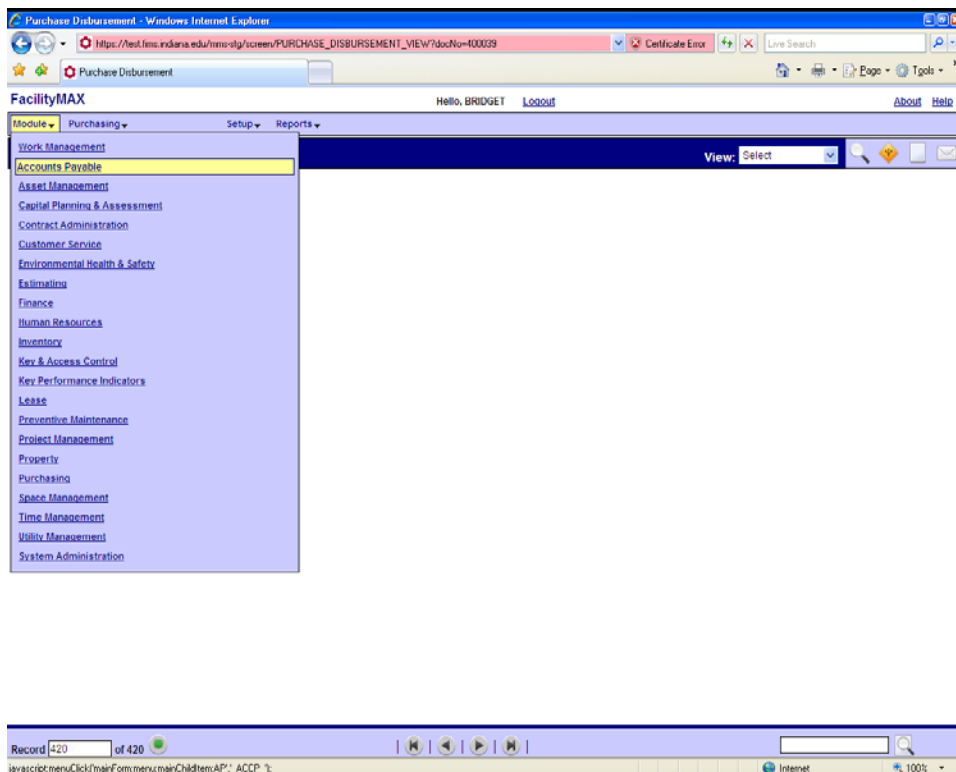 Purchase Disbursement - Windows Internet Explorer
https://test.fms.indiana.edu/nms-stg/screen/PURCHASE_DISBURSEMENT_VIEW?docNo=400039 Certificate Error Live Search
Purchase Disbursement Page Tools
FacilityMAX Hello, BRIDGET Logout About Help
Module Purchasing Setup Reports
View: Select
Work Management
Accounts Payable
Asset Management
Capital Planning & Assessment
Contract Administration
Customer Service
Environmental Health & Safety
Estimating
Finance
Human Resources
Inventory
Key & Access Control
Key Performance Indicators
Lease
Preventive Maintenance
Project Management
Property
Purchasing
Space Management
Time Management
Utility Management
System Administration
Record 420 of 420
Internet 100%